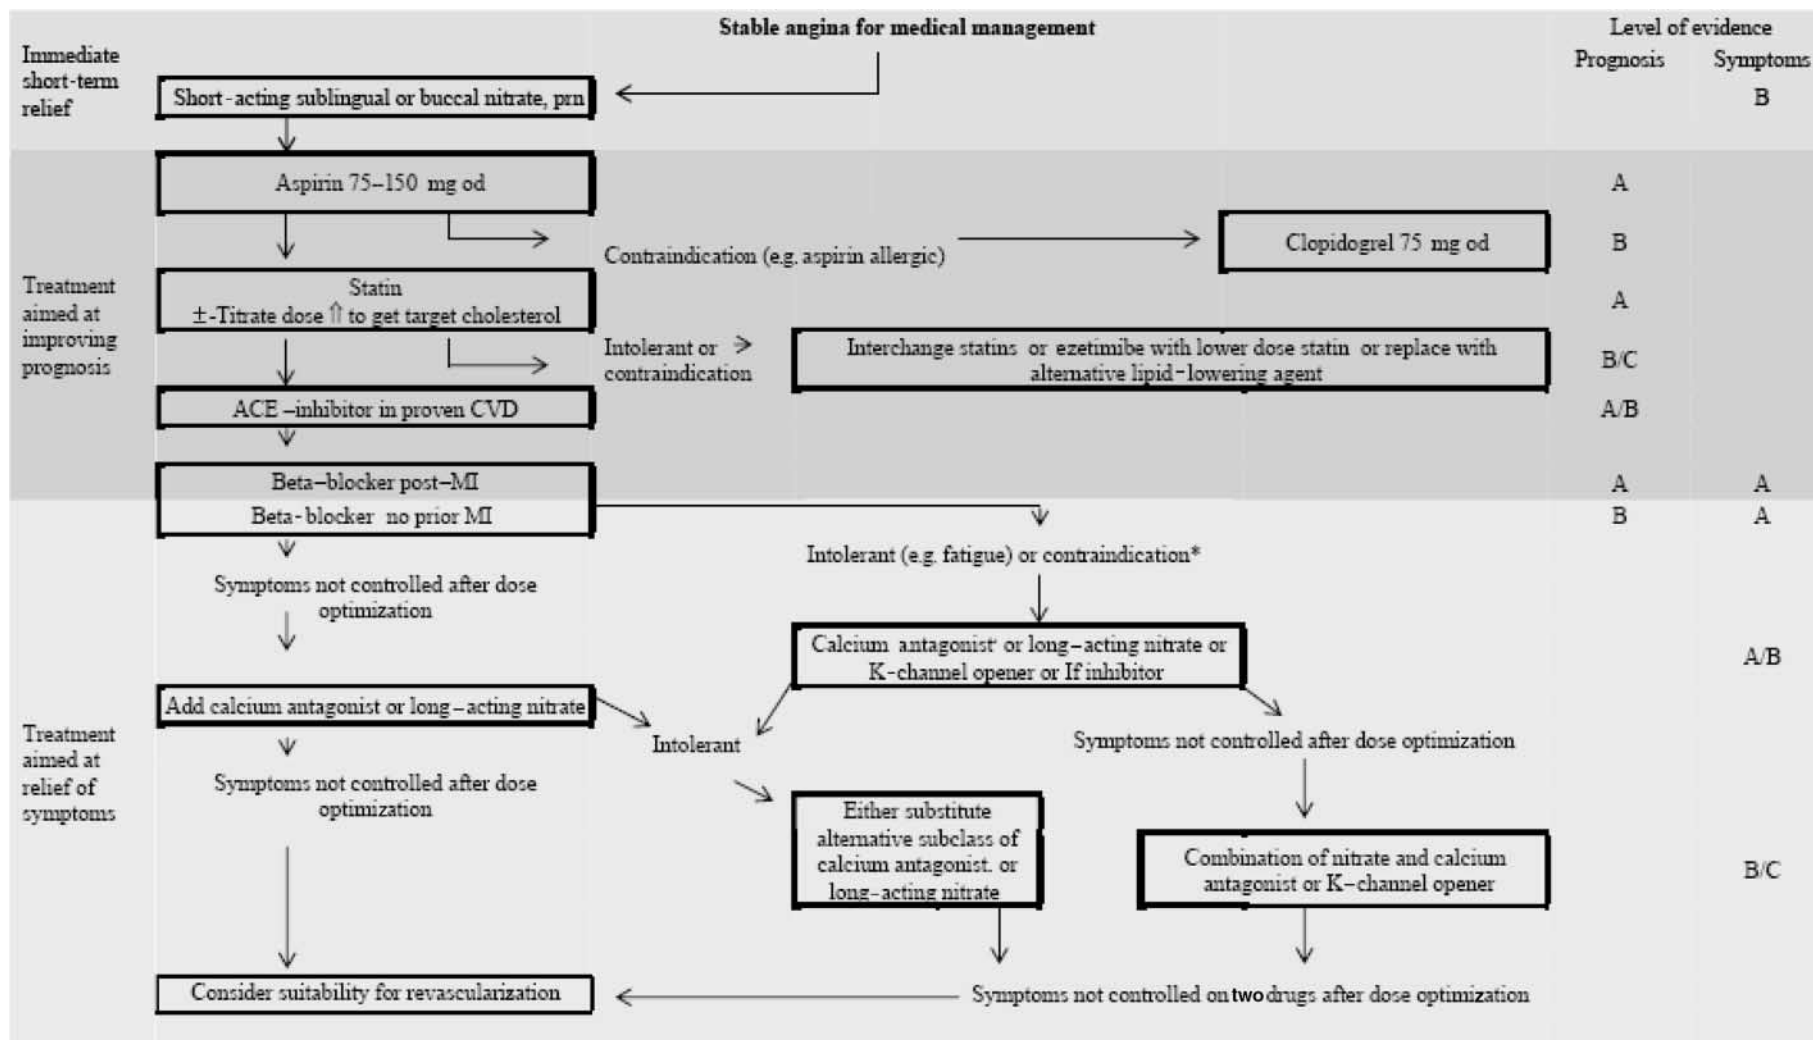 Stable angina for medical management
Level of evidence
Prognosis
Symptoms
Immediate
short-term
relief
Short-acting sublingual or buccal nitrate, prn
B
Aspirin 75–150 mg od
A
Contraindication (e.g. aspirin allergic)
Clopidogrel 75 mg od
B
Treatment
aimed at
improving
prognosis
Statin
±-Titrate dose ⇑ to get target cholesterol
A
Intolerant or
contraindication
Interchange statins or ezetimibe with lower dose statin or replace with
alternative lipid-lowering agent
B/C
ACE –inhibitor in proven CVD
A/B
Beta–blocker post–MI
A
A
Beta-blocker no prior MI
B
A
Intolerant (e.g. fatigue) or contraindication*
Symptoms not controlled after dose
optimization
Calcium antagonist or long–acting nitrate or
K-channel opener or If inhibitor
A/B
Treatment
aimed at
relief of
symptoms
Add calcium antagonist or long–acting nitrate
Intolerant
Symptoms not controlled after dose optimization
Symptoms not controlled after dose
optimization
Either substitute
alternative subclass of
calcium antagonist. or
long–acting nitrate
Combination of nitrate and calcium
antagonist or K–channel opener
B/C
Consider suitability for revascularization
Symptoms not controlled on two drugs after dose optimization